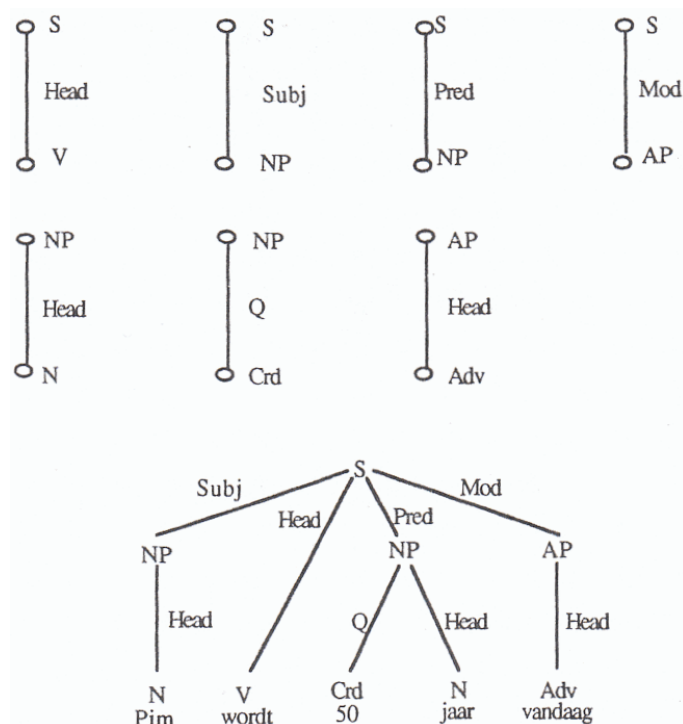 S S S S
Head Subj Pred Mod
V NP NP AP
NP NP AP
Head Q Head
N Crd Adv
S
Subj Head Pred Mod
NP NP AP
Head Q Head Head
N V Crd N Adv
Pim wordt 50 jaar vandaag